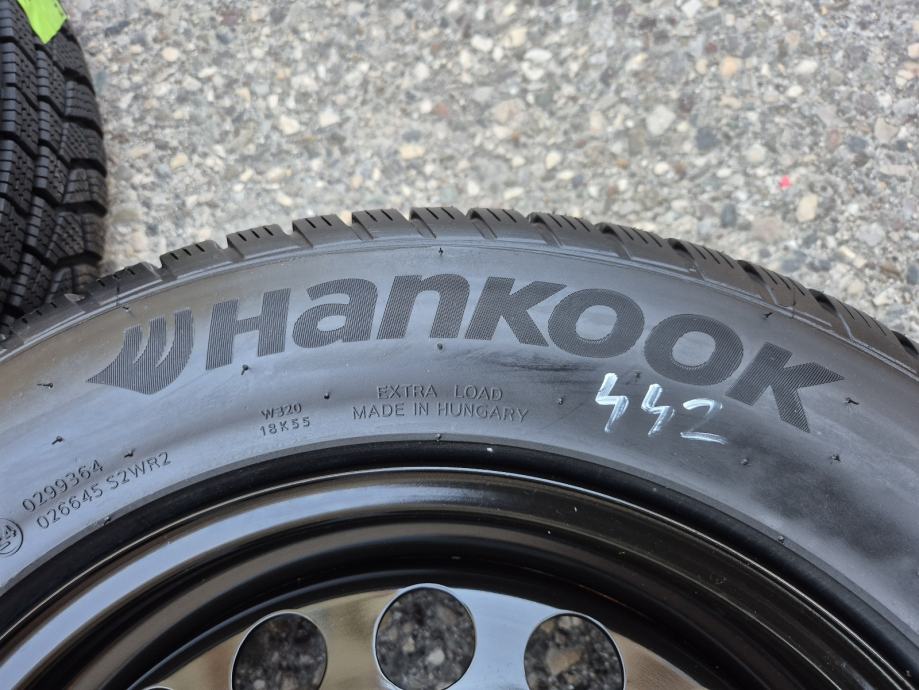 Hankook
EXTRA LOAD
MADE IN HUNGARY
W320
18K55
442
0299364
026645 S2WR2